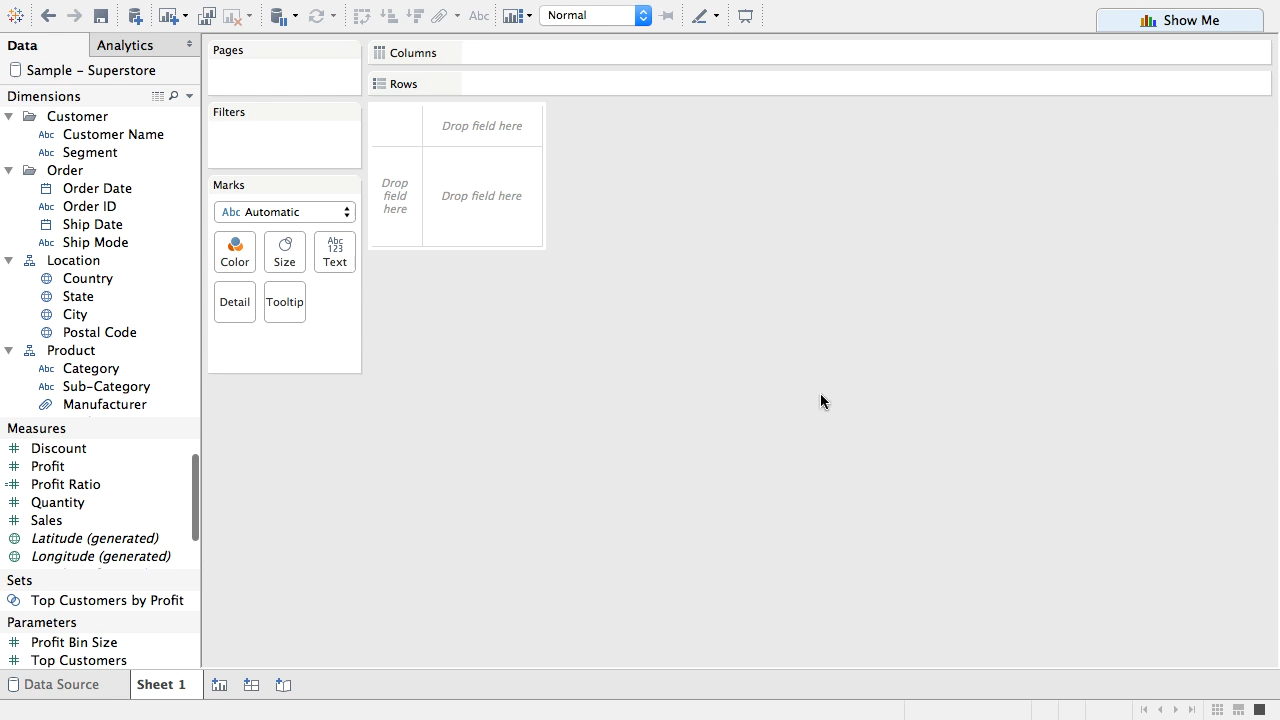 Abc
Normal
Show Me
Data
Analytics
Pages
Columns
Sample - Superstore
Rows
Dimensions
Filters
Customer
Abc Customer Name
Abc Segment
Order
Order Date
Abc Order ID
Ship Date
Abc Ship Mode
Location
Country
State
City
Postal Code
Product
Abc Category
Abc Sub-Category
Manufacturer
Measures
Discount
Profit
Profit Ratio
Quantity
Sales
Latitude (generated)
Longitude (generated)
Sets
Top Customers by Profit
Parameters
Profit Bin Size
Top Customers
Marks
Abc Automatic
Color
Size
Abc
123
Text
Detail
Tooltip
Drop field here
Drop
field
here
Drop field here
Data Source
Sheet 1